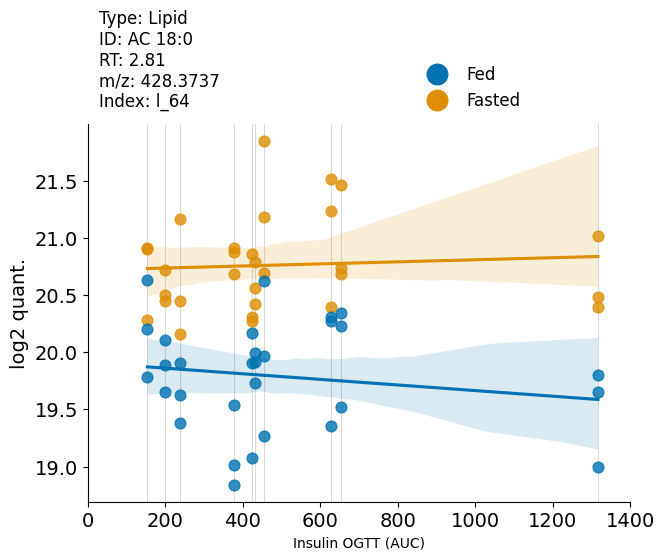 Type: Lipid
ID: AC 18:0
RT: 2.81
m/z: 428.3737
Index: l_64
Fed
Fasted
log2 quant.
21.5
21.0
20.5
20.0
19.5
19.0
0 200 400 600 800 1000 1200 1400
Insulin OGTT (AUC)